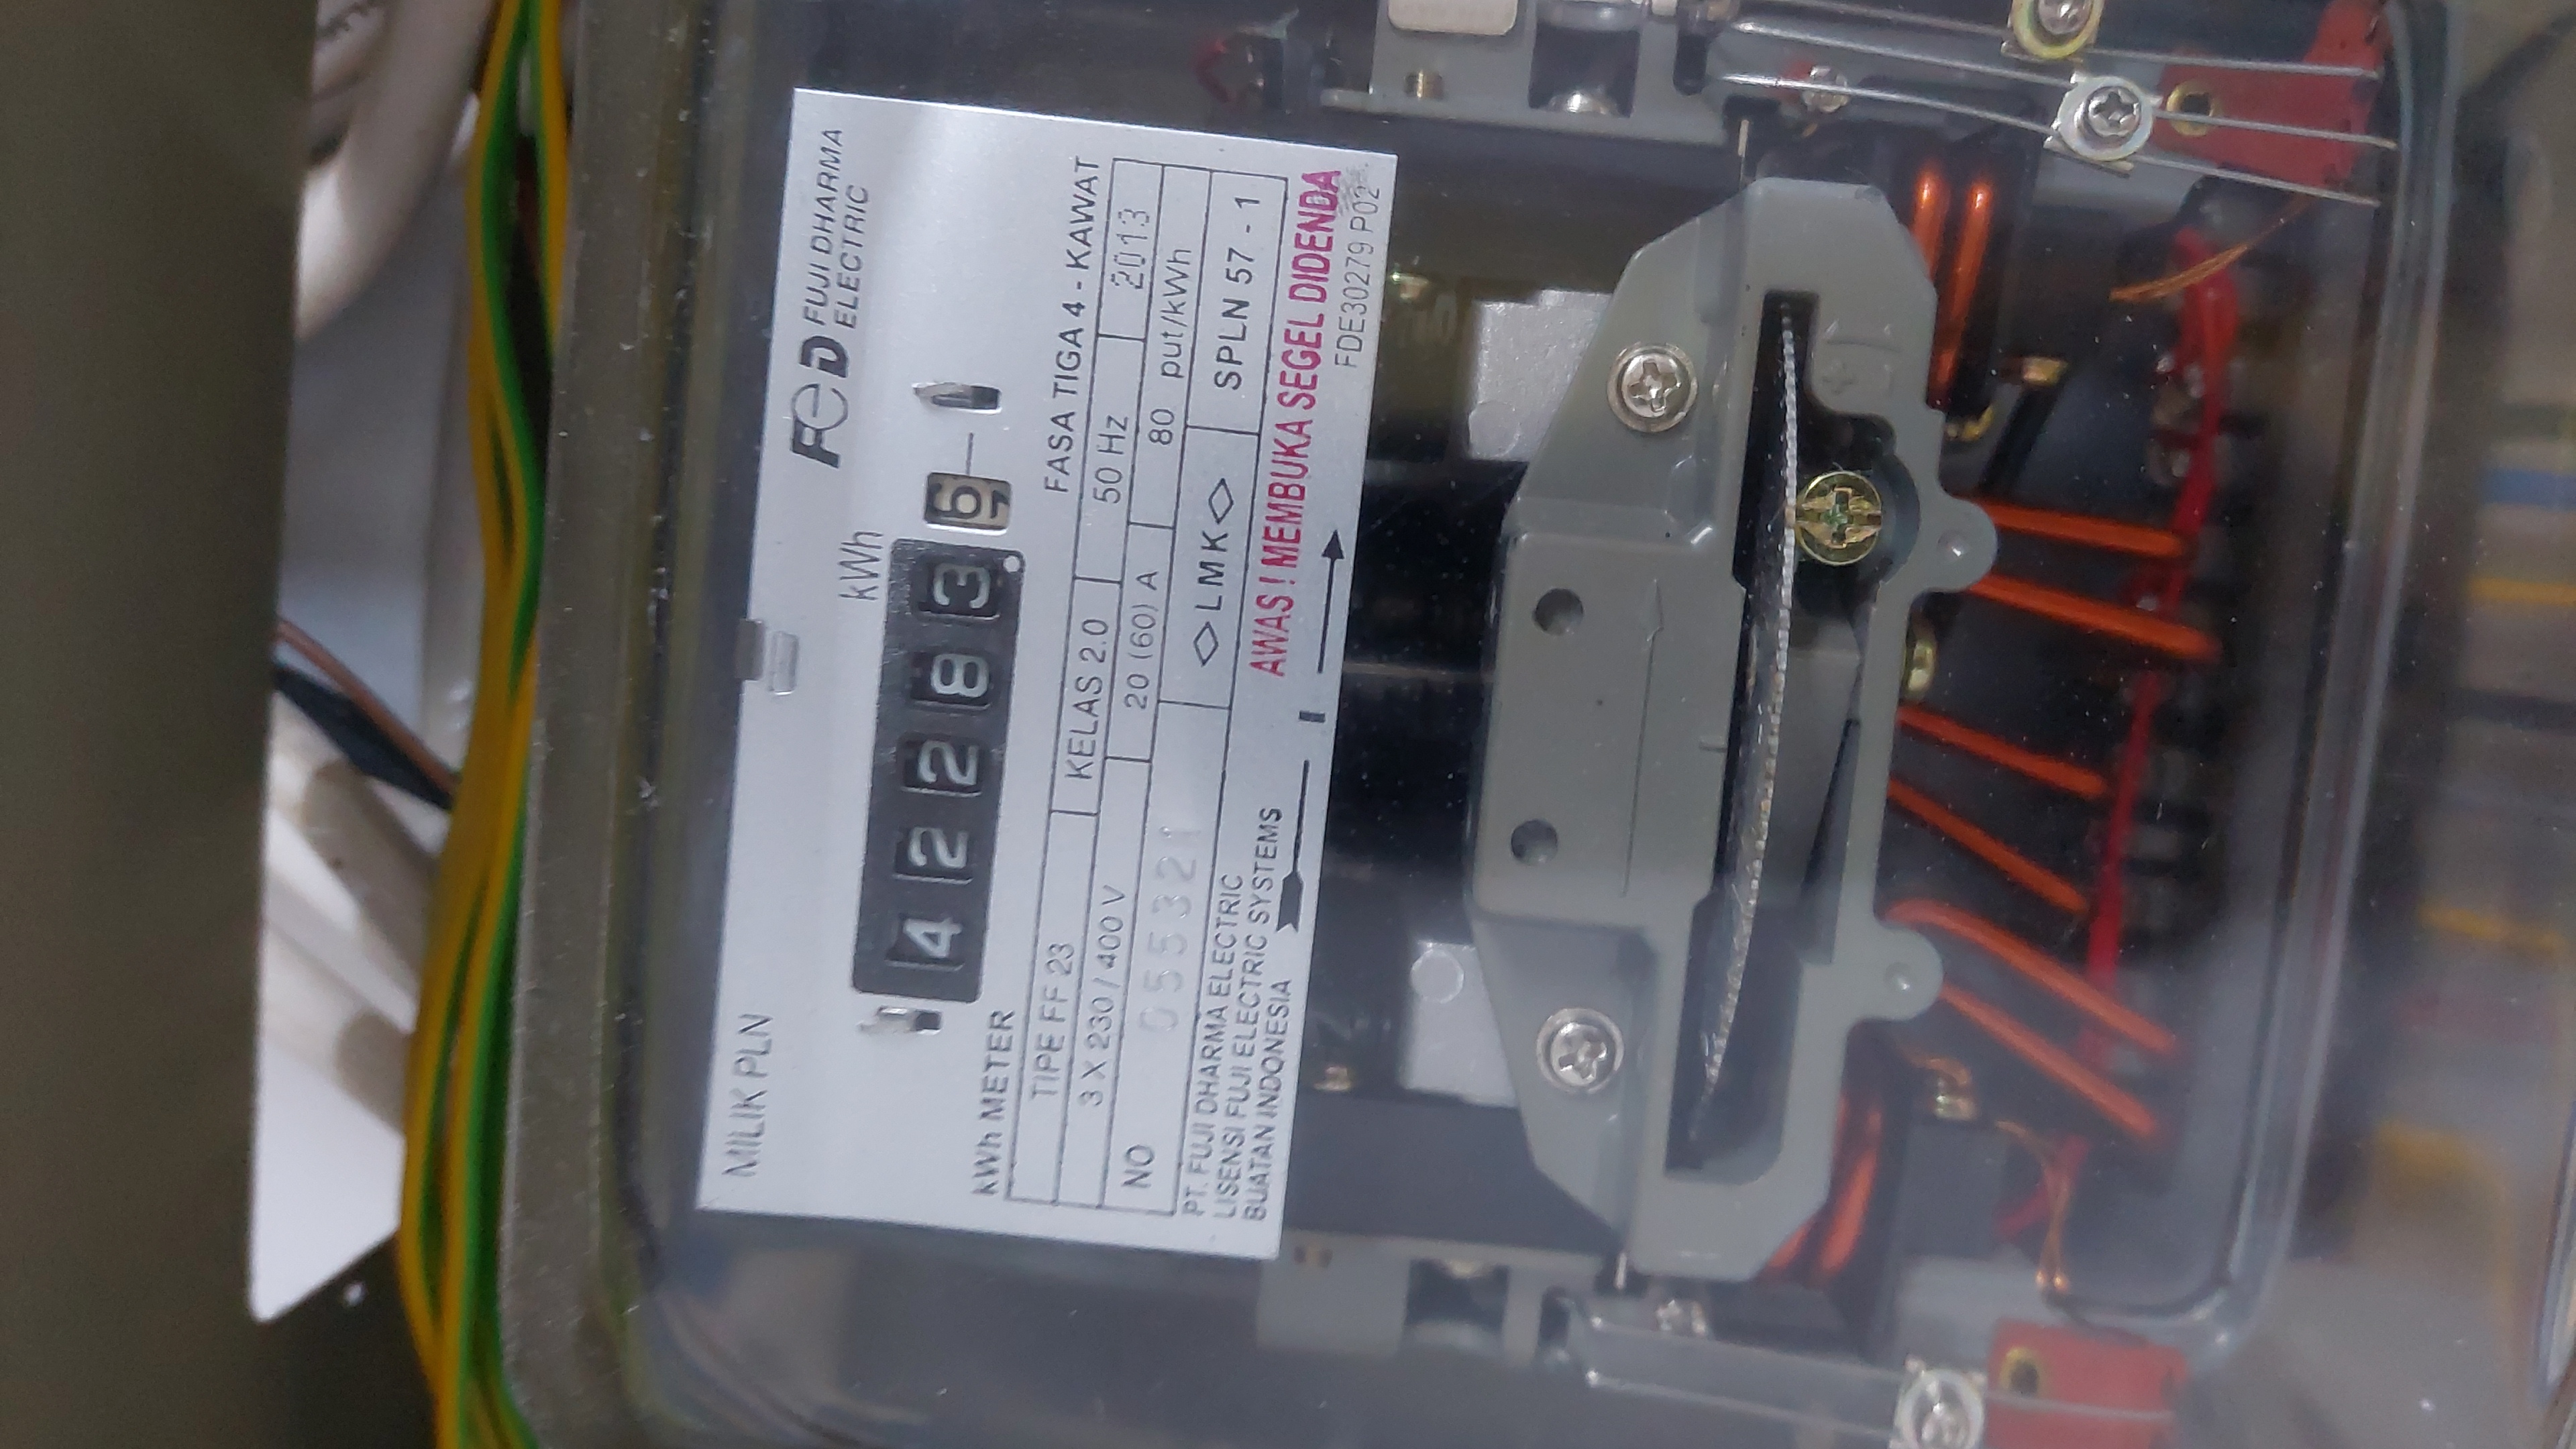 MILIK PLN
FeD FUJI DHARMA
ELECTRIC
kWh
4 2 2 8 3 . 6
7
kWh METER
FASA TIGA 4 - KAWAT
TIPE FF 23 KELAS 2.0 50 Hz 2013
3 X 230 / 400 V 20 (60) A 80 put/kWh
NO 055321 LMK SPLN 57 - 1
PT. FUJI DHARMA ELECTRIC
LISENSI FUJI ELECTRIC SYSTEMS
BUATAN INDONESIA
AWAS ! MEMBUKA SEGEL DIDENDA
FDE30279 P02